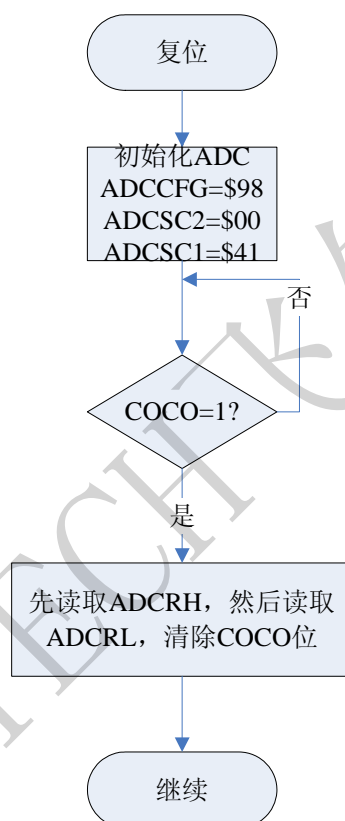 复位
初始化ADC
ADCCFG=$98
ADCSC2=$00
ADCSC1=$41
否
COCO=1?
是
先读取ADCRH，然后读取
ADCRL，清除COCO位
继续
TECH 飞